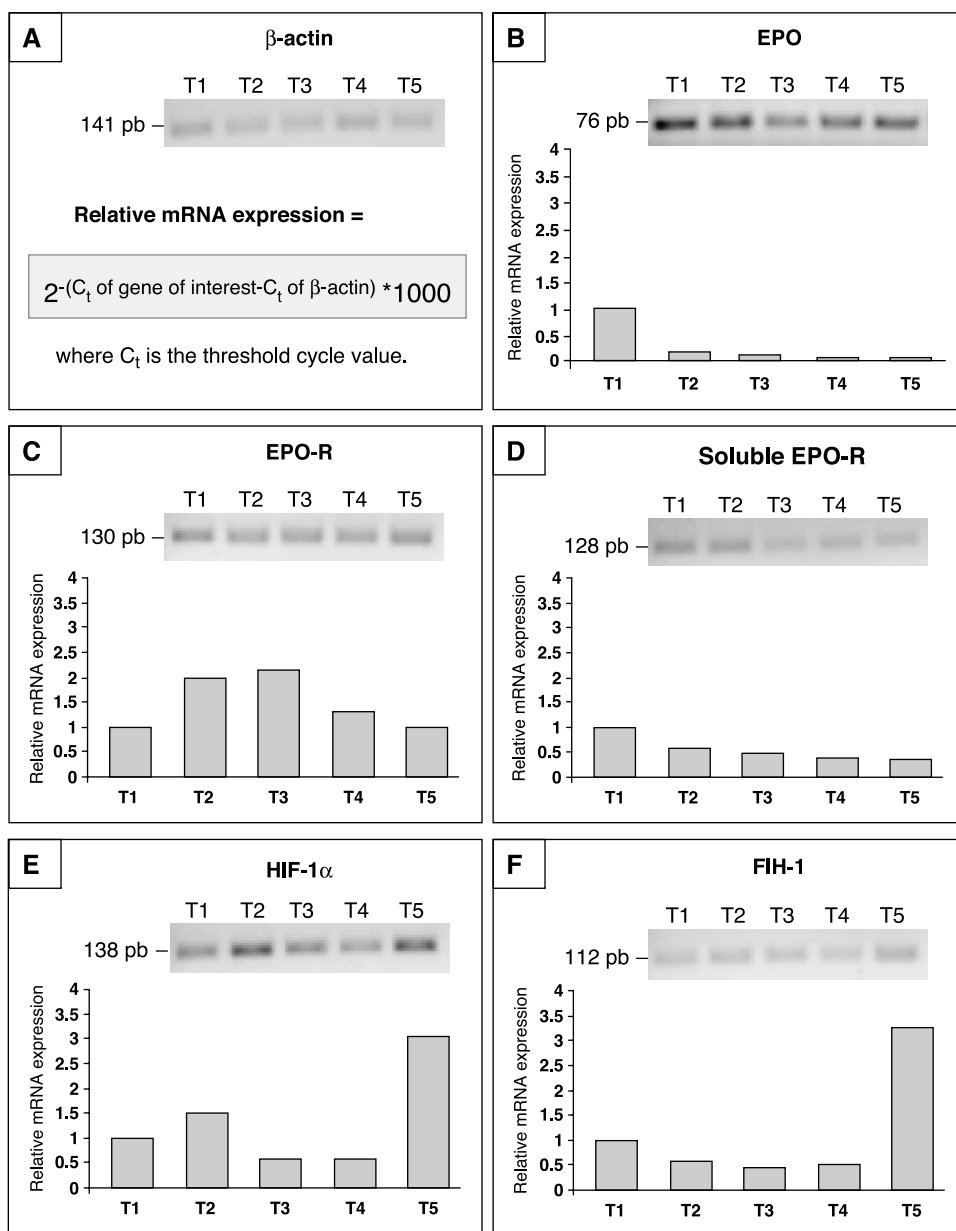 A
β-actin
T1 T2 T3 T4 T5
141 pb
Relative mRNA expression =
2-(Ct of gene of interest-Ct of β-actin) *1000
where Ct is the threshold cycle value.
B
EPO
T1 T2 T3 T4 T5
76 pb
Relative mRNA expression
4
3.5
3
2.5
2
1.5
1
0.5
0
T1 T2 T3 T4 T5
C
EPO-R
T1 T2 T3 T4 T5
130 pb
Relative mRNA expression
4
3.5
3
2.5
2
1.5
1
0.5
0
T1 T2 T3 T4 T5
D
Soluble EPO-R
T1 T2 T3 T4 T5
128 pb
Relative mRNA expression
4
3.5
3
2.5
2
1.5
1
0.5
0
T1 T2 T3 T4 T5
E
HIF-1α
T1 T2 T3 T4 T5
138 pb
Relative mRNA expression
4
3.5
3
2.5
2
1.5
1
0.5
0
T1 T2 T3 T4 T5
F
FIH-1
T1 T2 T3 T4 T5
112 pb
Relative mRNA expression
4
3.5
3
2.5
2
1.5
1
0.5
0
T1 T2 T3 T4 T5